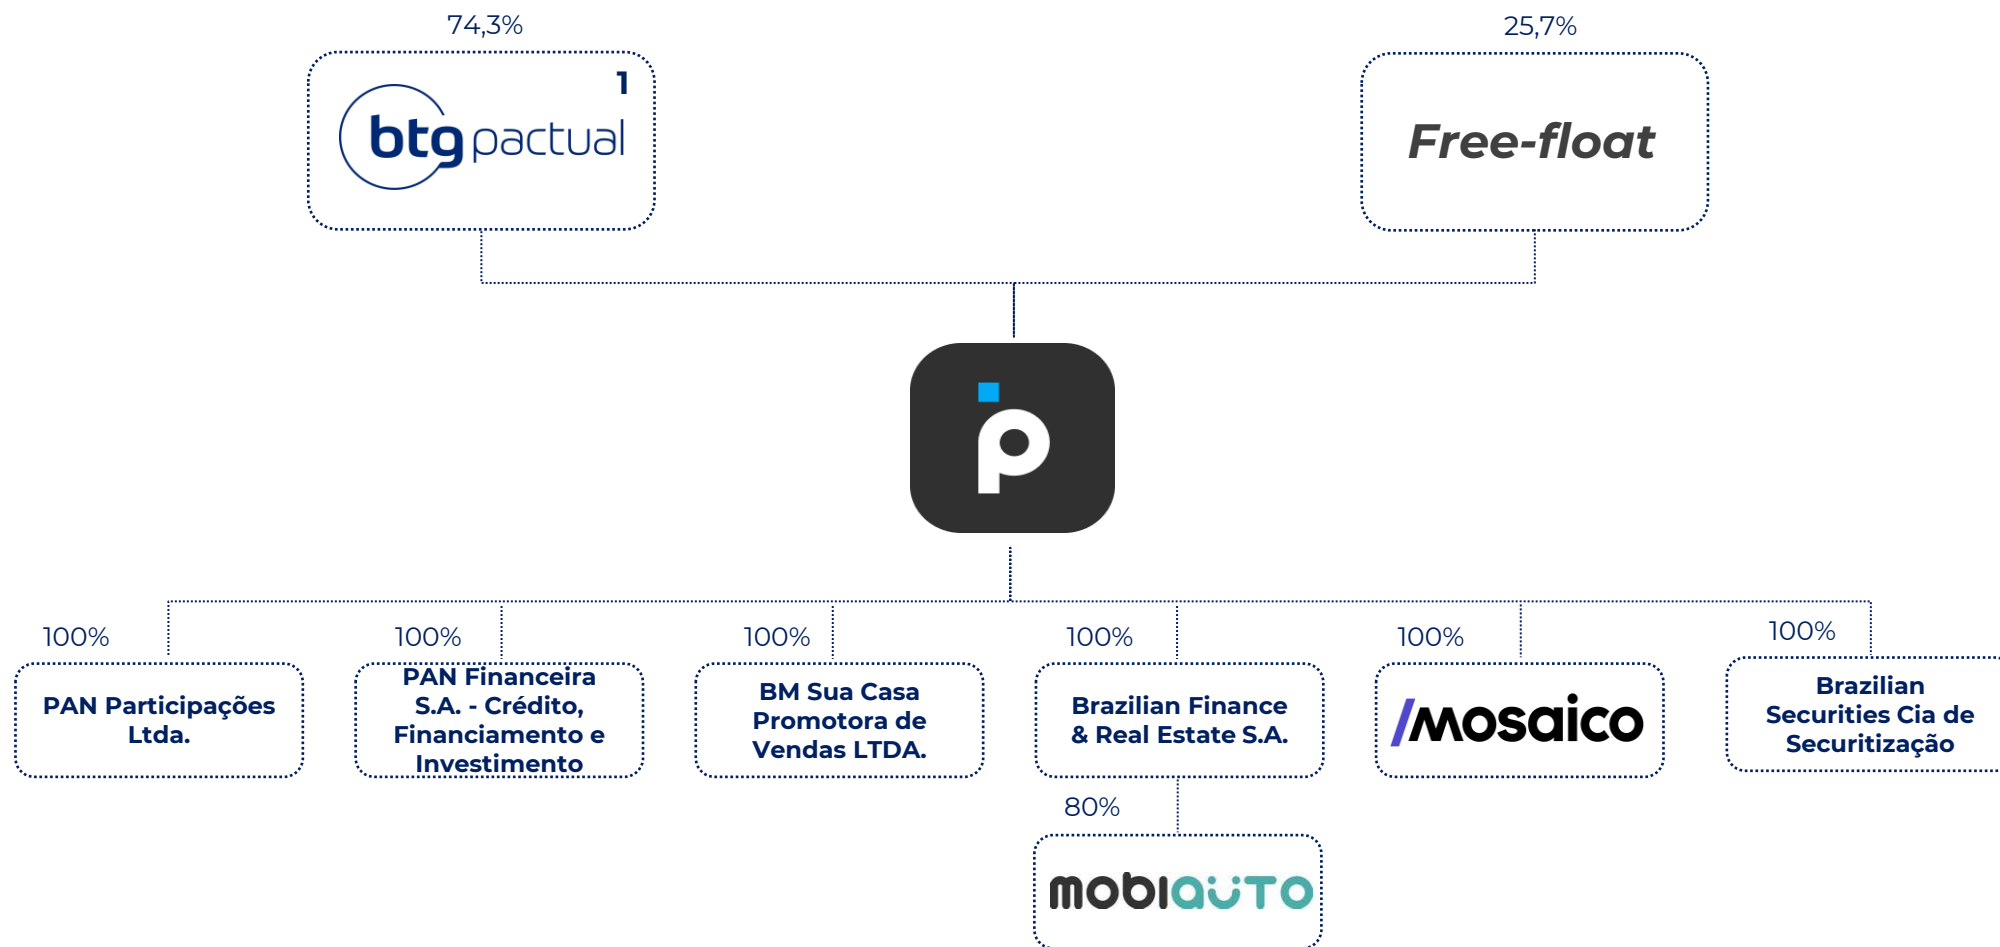 74,3%
25,7%
1
btg pactual
Free-float
p
100%
100%
100%
100%
100%
100%
PAN Participações
Ltda.
PAN Financeira
S.A. - Crédito,
Financiamento e
Investimento
BM Sua Casa
Promotora de
Vendas LTDA.
Brazilian Finance
& Real Estate S.A.
mosaico
Brazilian
Securities Cia de
Securitização
80%
mobiauto